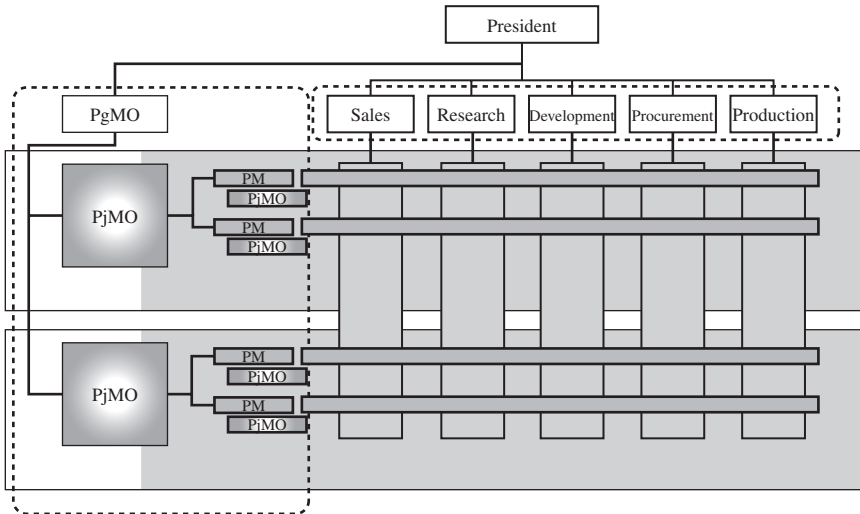 President
PgMO
Sales
Research
Development
Procurement
Production
PjMO
PM
PjMO
PM
PjMO
PjMO
PM
PjMO
PM
PjMO